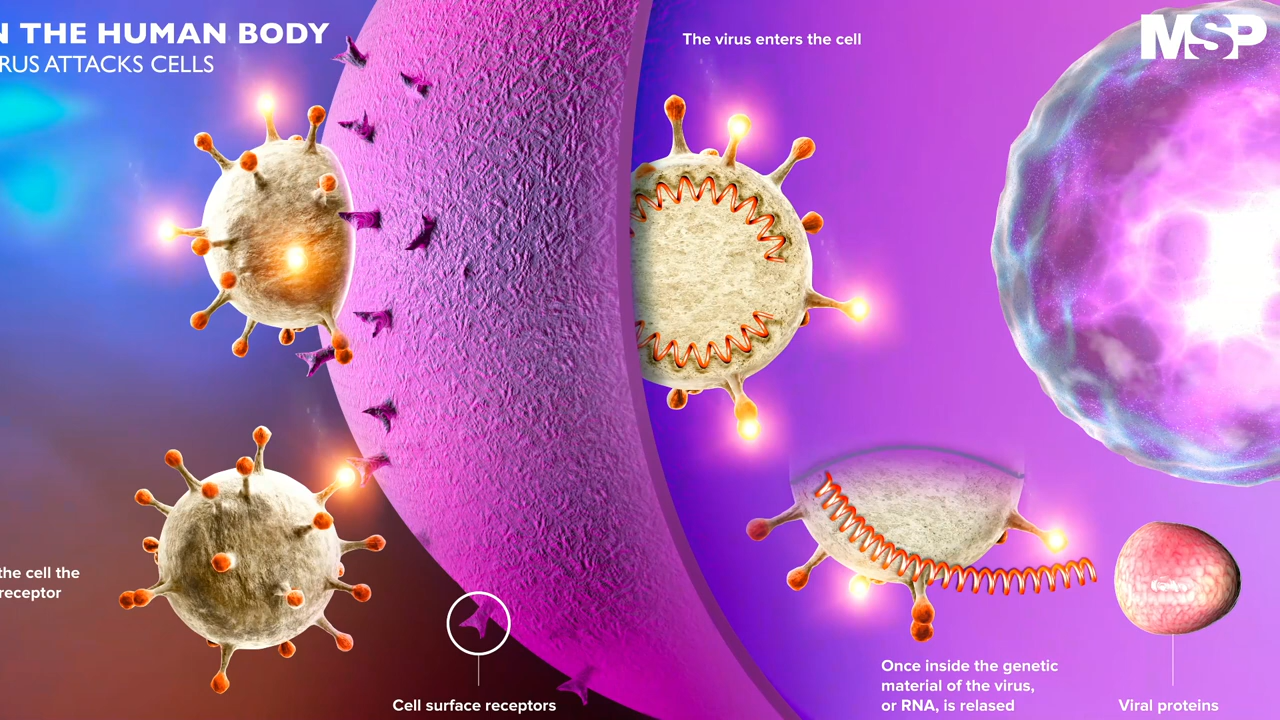 N THE HUMAN BODY
RUS ATTACKS CELLS
The virus enters the cell
MSP
the cell the
receptor
Cell surface receptors
Once inside the genetic
material of the virus,
or RNA, is relased
Viral proteins